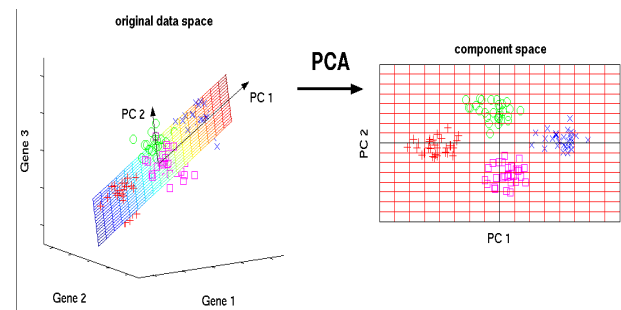 original data space
component space
PCA
PC 1
PC 2
Gene 3
PC 2
PC 1
Gene 2
Gene 1